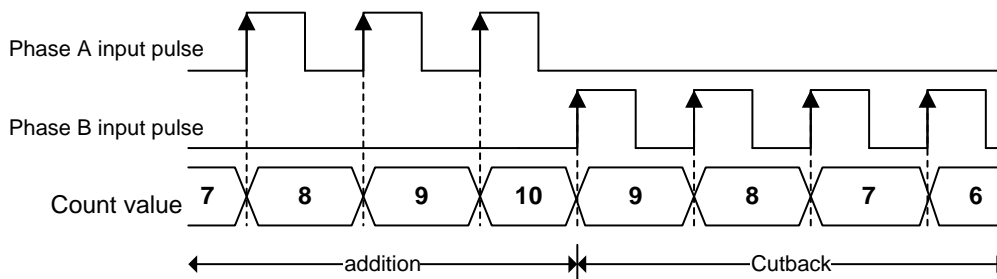 Phase A input pulse
Phase B input pulse
Count value 7 8 9 10 9 8 7 6
addition Cutback